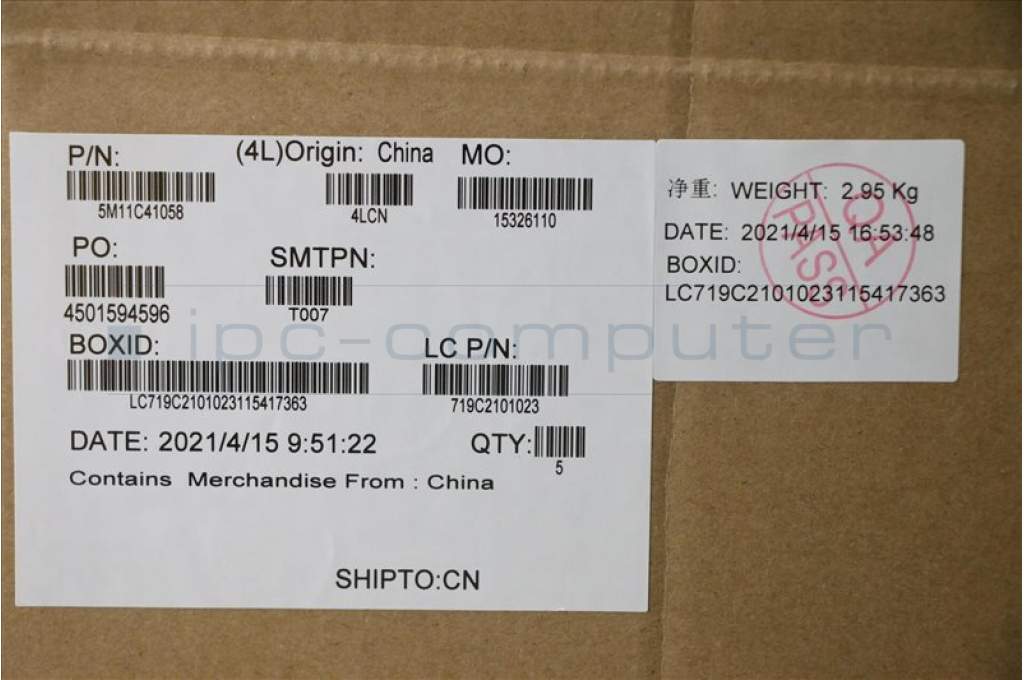 P/N: (4L)Origin: China MO:
5M11C41058 4LCN 15326110
PO: SMTPN:
4501594596 T007
BOXID: LC P/N:
LC719C2101023115417363 719C2101023
DATE: 2021/4/15 9:51:22 QTY:
5
Contains Merchandise From : China
SHIPTO:CN
净重: WEIGHT: 2.95 Kg
DATE: 2021/4/15 16:53:48
BOXID:
LC719C2101023115417363
QA
PASS
ipc-computer